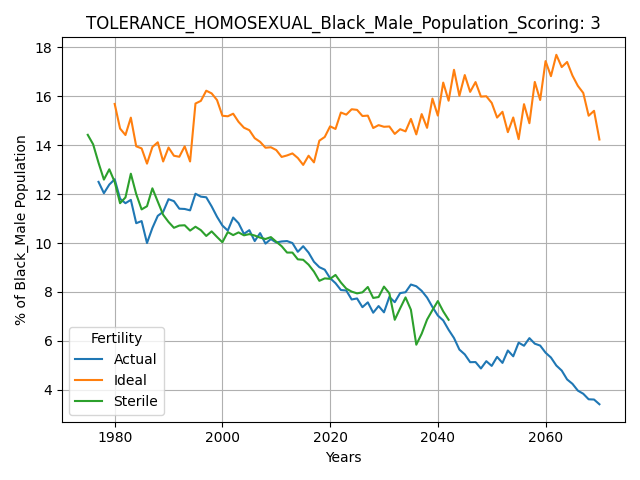 TOLERANCE_HOMOSEXUAL_Black_Male_Population_Scoring: 3
% of Black_Male Population
18
16
14
12
10
8
6
4
Fertility
Actual
Ideal
Sterile
1980
2000
2020
2040
2060
Years